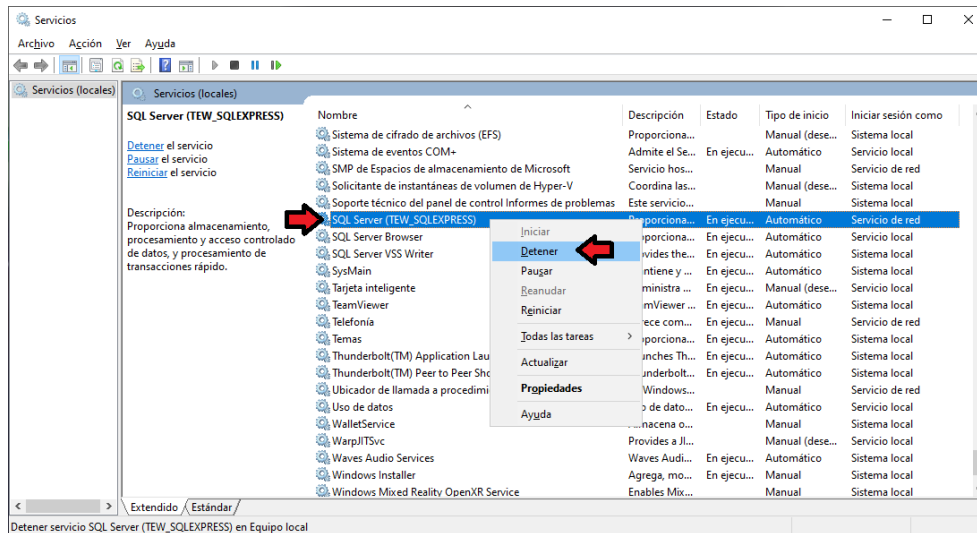 Servicios
Archivo Acción Ver Ayuda
Servicios (locales)
Servicios (locales)
SQL Server (TEW_SQLEXPRESS)
Detener el servicio
Pausar el servicio
Reiniciar el servicio
Descripción:
Proporciona almacenamiento,
procesamiento y acceso controlado
de datos, y procesamiento de
transacciones rápido.
Nombre Descripción Estado Tipo de inicio Iniciar sesión como
Sistema de cifrado de archivos (EFS) Proporciona... Manual (dese... Sistema local
Sistema de eventos COM+ Admite el Se... En ejecu... Automático Servicio local
SMP de Espacios de almacenamiento de Microsoft Servicio hos... Manual Servicio de red
Solicitante de instantáneas de volumen de Hyper-V Coordina las... Manual (dese... Sistema local
Soporte técnico del panel de control Informes de problemas Este servicio... Manual Sistema local
SQL Server (TEW_SQLEXPRESS) Proporciona... En ejecu... Automático Servicio de red
SQL Server Browser oporciona... En ejecu... Automático Servicio local
SQL Server VSS Writer vides the... En ejecu... Automático Sistema local
SysMain ntiene y ... En ejecu... Automático Sistema local
Tarjeta inteligente ministra ... En ejecu... Manual (dese... Servicio local
TeamViewer amViewer ... En ejecu... Automático Sistema local
Telefonía rece com... En ejecu... Manual Servicio de red
Temas oporciona... En ejecu... Automático Sistema local
Thunderbolt(TM) Application Lau unches Th... En ejecu... Automático Sistema local
Thunderbolt(TM) Peer to Peer Sho underbolt... En ejecu... Automático Sistema local
Ubicador de llamada a procedimi Windows... Manual Servicio de red
Uso de datos o de dato... En ejecu... Automático Servicio local
WalletService macena o... Manual Sistema local
WarpJITSvc Provides a JI... Manual (dese... Servicio local
Waves Audio Services Waves Audi... En ejecu... Automático Sistema local
Windows Installer Agrega, mo... En ejecu... Manual Sistema local
Windows Mixed Reality OpenXR Service Enables Mix... Manual Sistema local
Iniciar
Detener
Pausar
Reanudar
Reiniciar
Todas las tareas
Actualizar
Propiedades
Ayuda
Extendido Estándar
Detener servicio SQL Server (TEW_SQLEXPRESS) en Equipo local